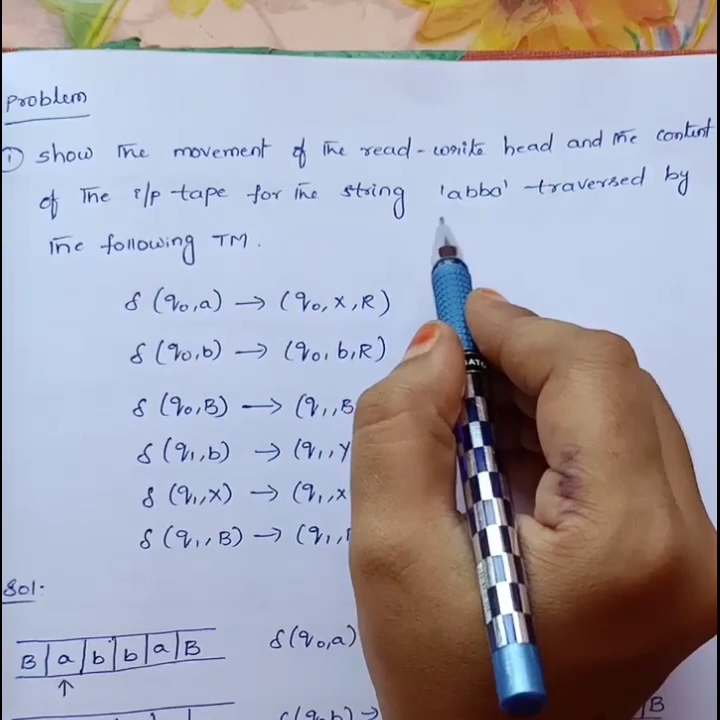 Problem
① show the movement of the read-write head and the content
of the i/p tape for the string 'abba' traversed by
the following TM.
δ (q₀,a) → (q₀, x, R)
δ (q₀,b) → (q₀, b, R)
δ (q₀,B) → (q₁, B
δ (q₁,b) → (q₁, Y
δ (q₁,x) → (q₁, x
δ (q₁, B) → (q₁,
Sol:
B | a | b | b | a | B δ(q₀,a)
↑
δ(q₀,b) → B